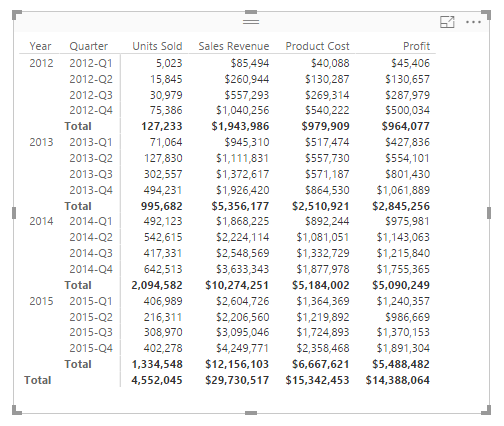 Year Quarter Units Sold Sales Revenue Product Cost Profit
2012 2012-Q1 5,023 $85,494 $40,088 $45,406
2012-Q2 15,845 $260,944 $130,287 $130,657
2012-Q3 30,979 $557,293 $269,314 $287,979
2012-Q4 75,386 $1,040,256 $540,222 $500,034
Total 127,233 $1,943,986 $979,909 $964,077
2013 2013-Q1 71,064 $945,310 $517,474 $427,836
2013-Q2 127,830 $1,111,831 $557,730 $554,101
2013-Q3 302,557 $1,372,617 $571,187 $801,430
2013-Q4 494,231 $1,926,420 $864,530 $1,061,889
Total 995,682 $5,356,177 $2,510,921 $2,845,256
2014 2014-Q1 492,123 $1,868,225 $892,244 $975,981
2014-Q2 542,615 $2,224,114 $1,081,051 $1,143,063
2014-Q3 417,331 $2,548,569 $1,332,729 $1,215,840
2014-Q4 642,513 $3,633,343 $1,877,978 $1,755,365
Total 2,094,582 $10,274,251 $5,184,002 $5,090,249
2015 2015-Q1 406,989 $2,604,726 $1,364,369 $1,240,357
2015-Q2 216,311 $2,206,560 $1,219,892 $986,669
2015-Q3 308,970 $3,095,046 $1,724,893 $1,370,153
2015-Q4 402,278 $4,249,771 $2,358,468 $1,891,304
Total 1,334,548 $12,156,103 $6,667,621 $5,488,482
Total 4,552,045 $29,730,517 $15,342,453 $14,388,064